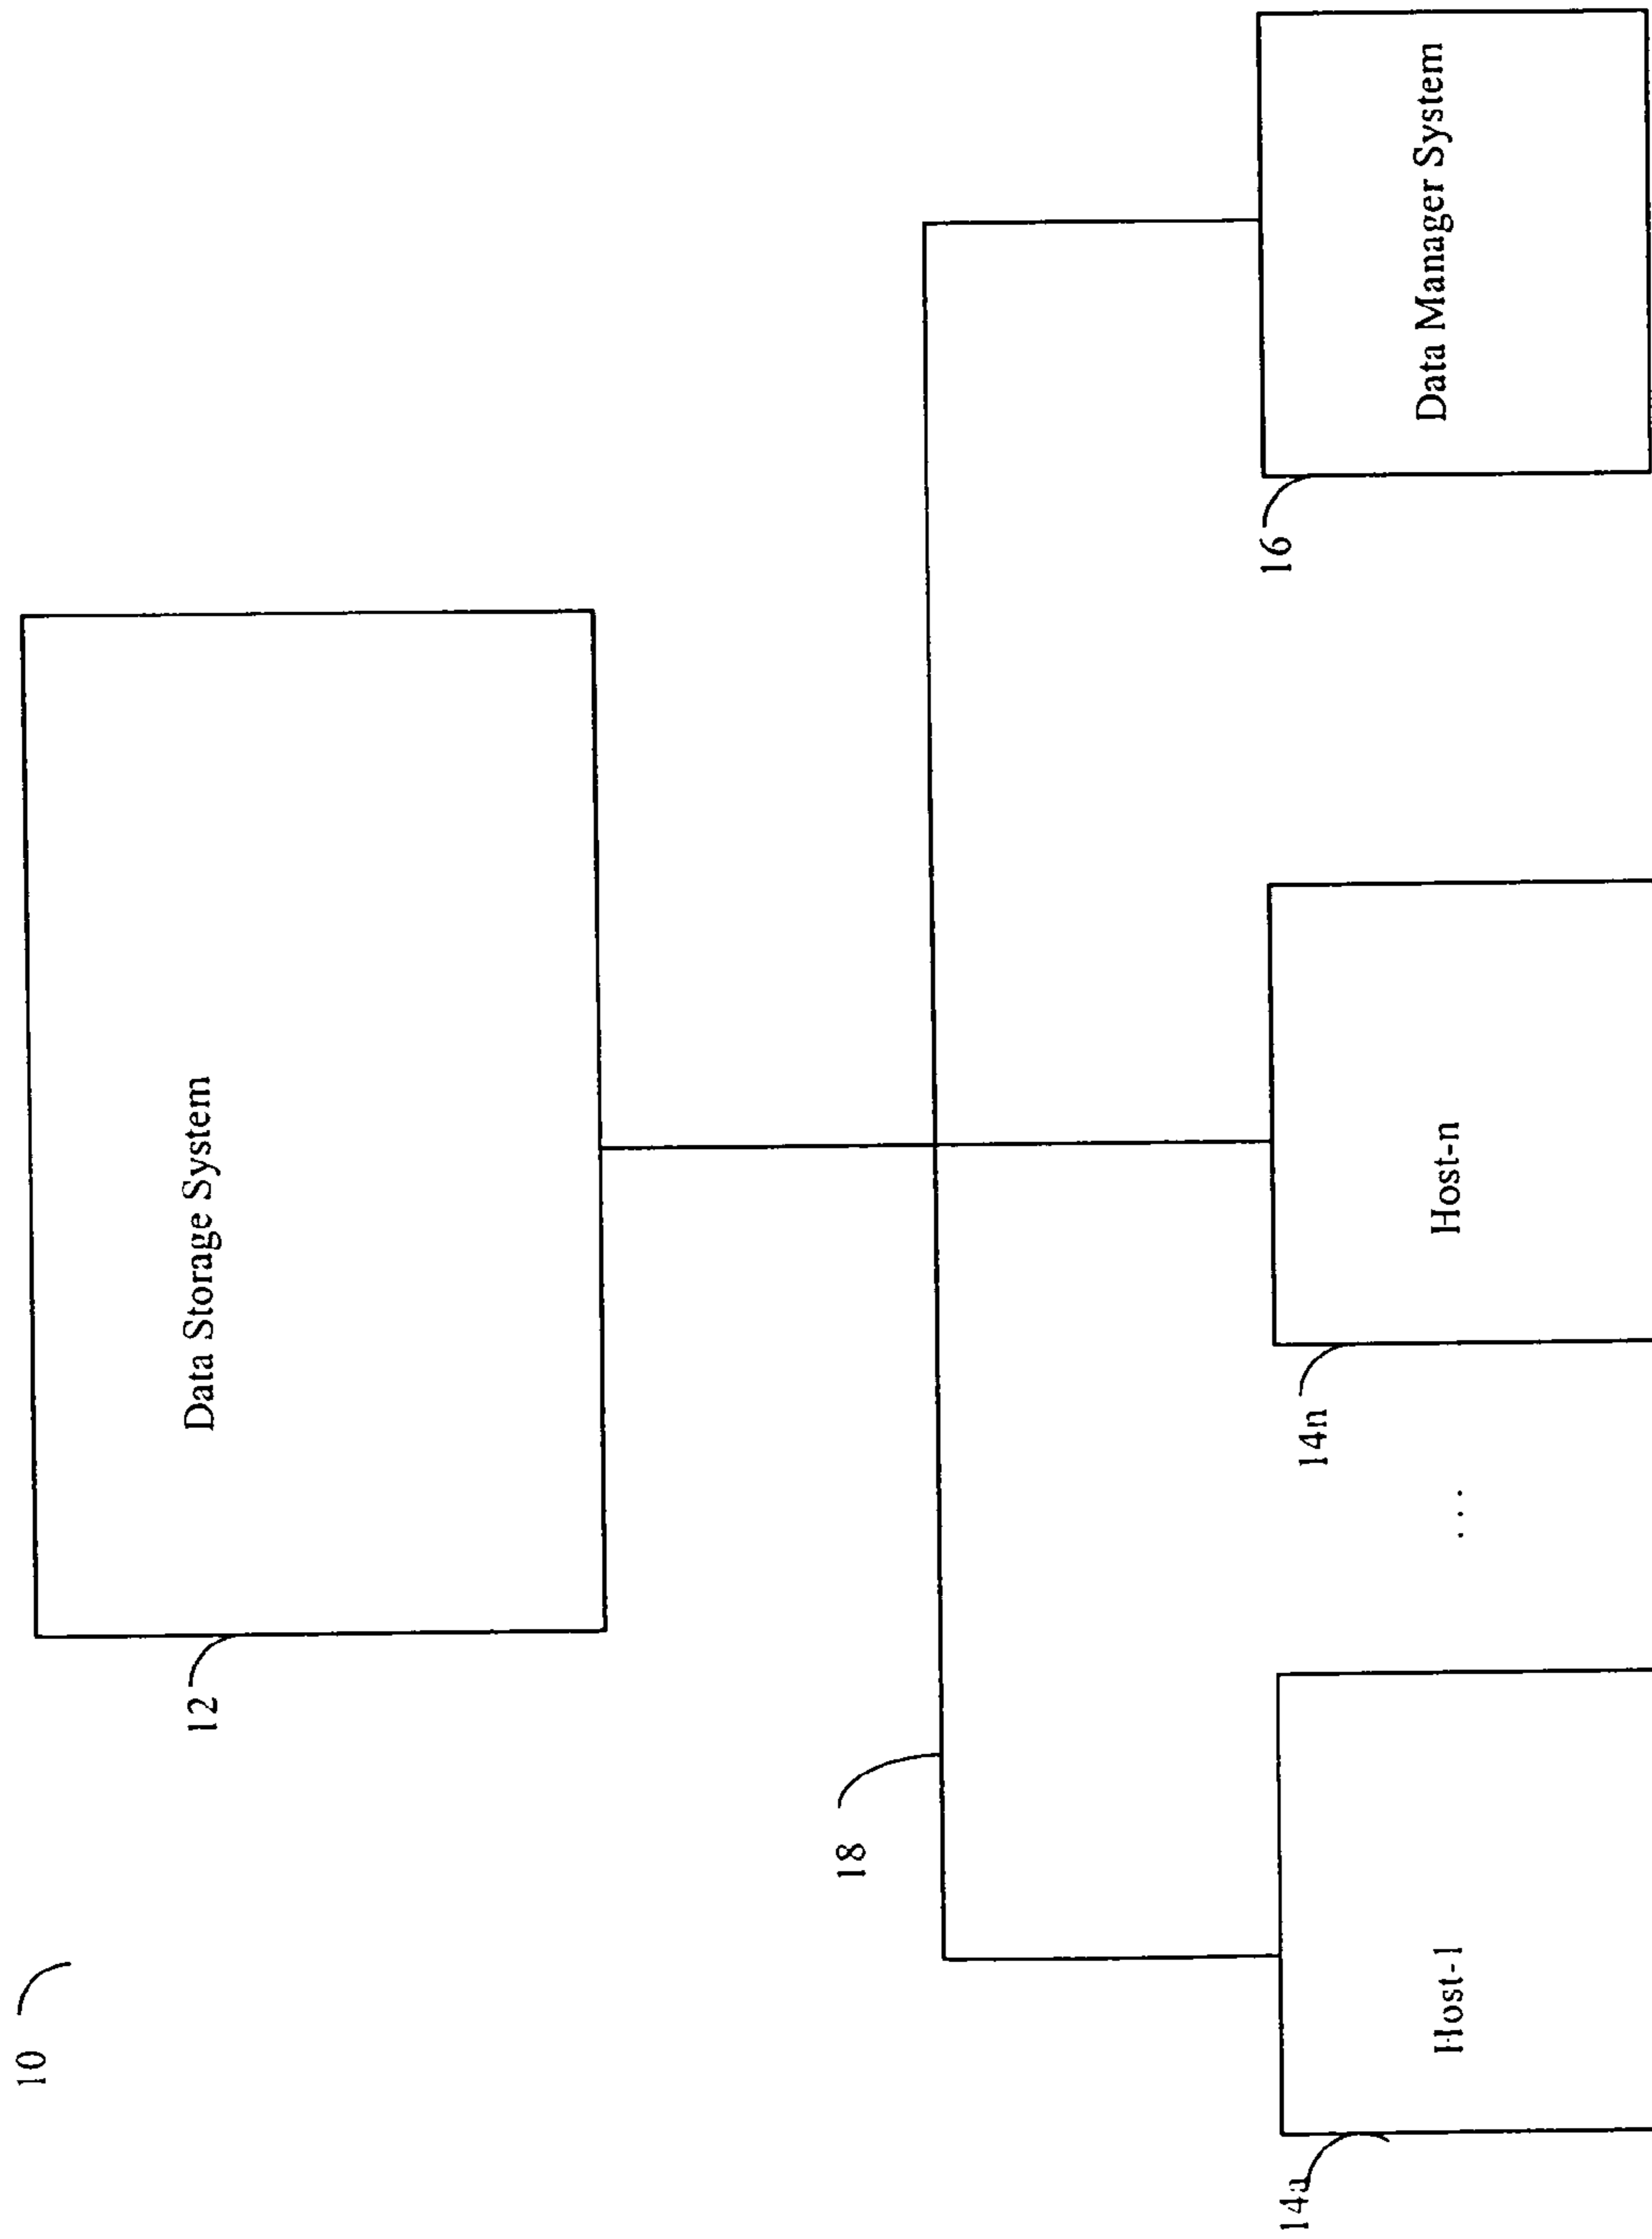 10
12
Data Storage System
18
14a
Host-1
...
14n
Host-n
16
Data Manager System